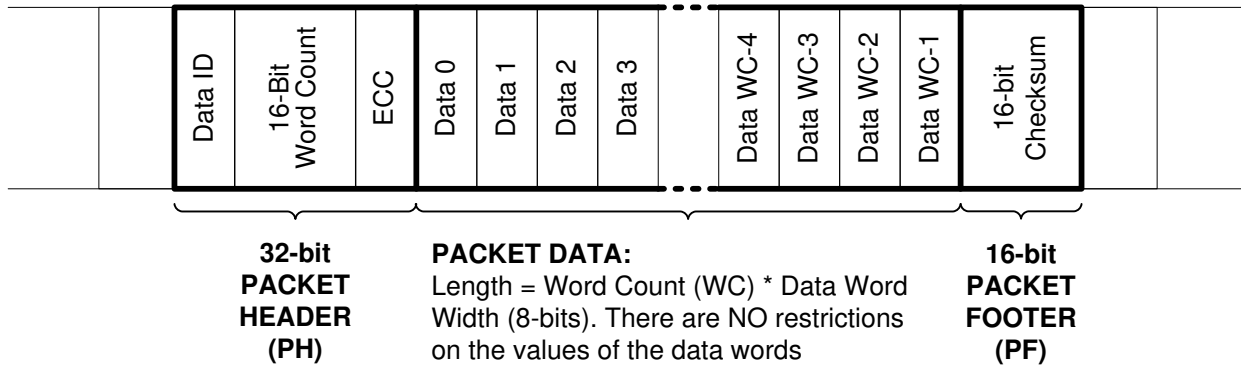 Data ID
16-Bit
Word Count
ECC
Data 0
Data 1
Data 2
Data 3
Data WC-4
Data WC-3
Data WC-2
Data WC-1
16-bit
Checksum
32-bit
PACKET
HEADER
(PH)
PACKET DATA:
Length = Word Count (WC) * Data Word
Width (8-bits). There are NO restrictions
on the values of the data words
16-bit
PACKET
FOOTER
(PF)